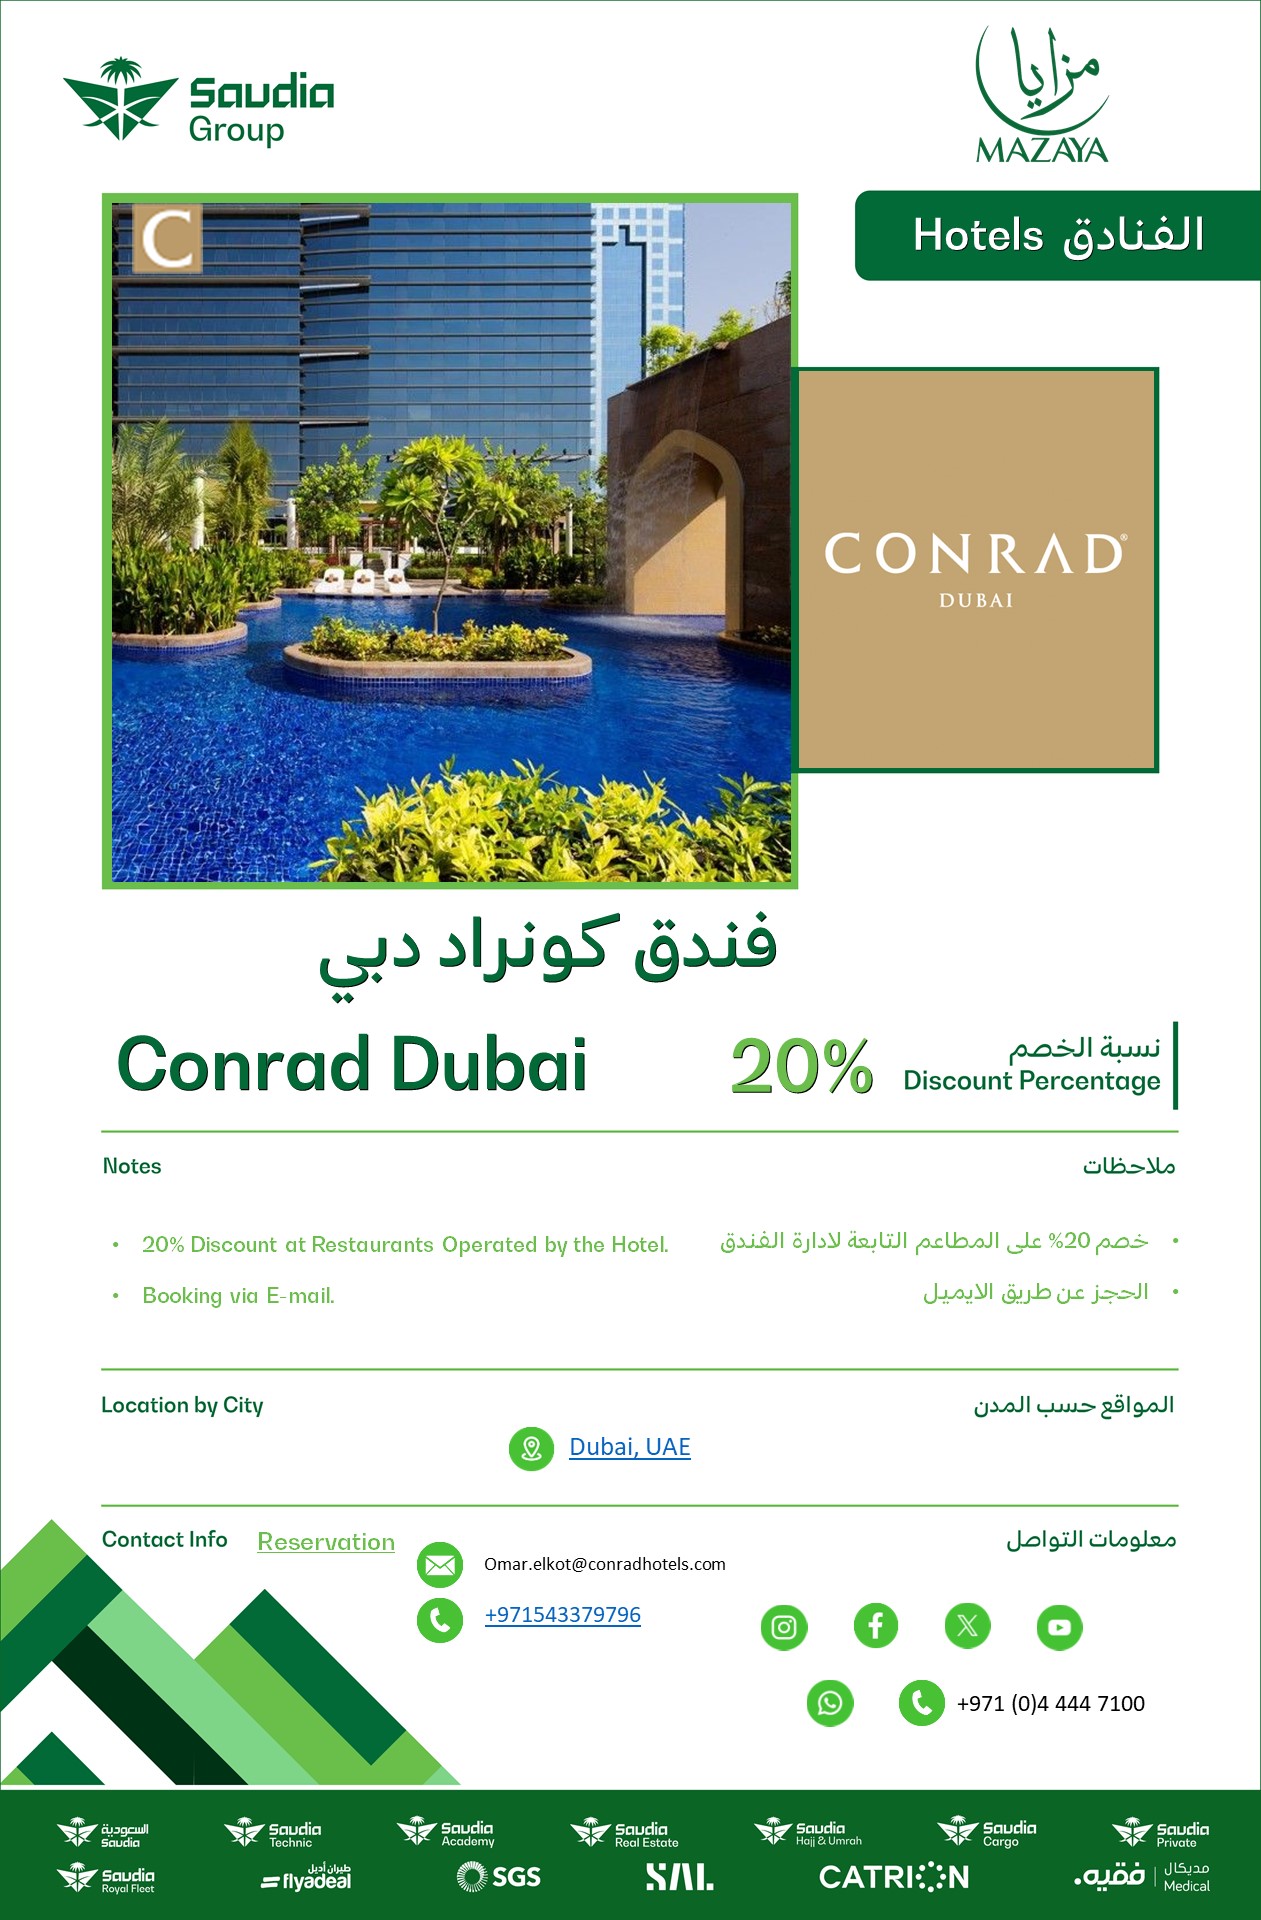 Saudia
Group
مزايا
MAZAYA
Hotels الفنادق
C
CONRAD®
DUBAI
فندق كونراد دبي
Conrad Dubai
20%
نسبة الخصم
Discount Percentage
Notes
ملاحظات
• 20% Discount at Restaurants Operated by the Hotel.
• خصم 20% على المطاعم التابعة لادارة الفندق
• Booking via E-mail.
• الحجز عن طريق الايميل
Location by City
المواقع حسب المدن
Dubai, UAE
Contact Info
Reservation
معلومات التواصل
Omar.elkot@conradhotels.com
+971543379796
+971 (0)4 444 7100
السعودية
Saudia
Saudia
Technic
Saudia
Academy
Saudia
Real Estate
Saudia
Hajj & Umrah
Saudia
Cargo
Saudia
Private
Saudia
Royal Fleet
طيران أديل
flyadeal
SGS
SAL
CATRION
فقيه.
مديكال
Medical